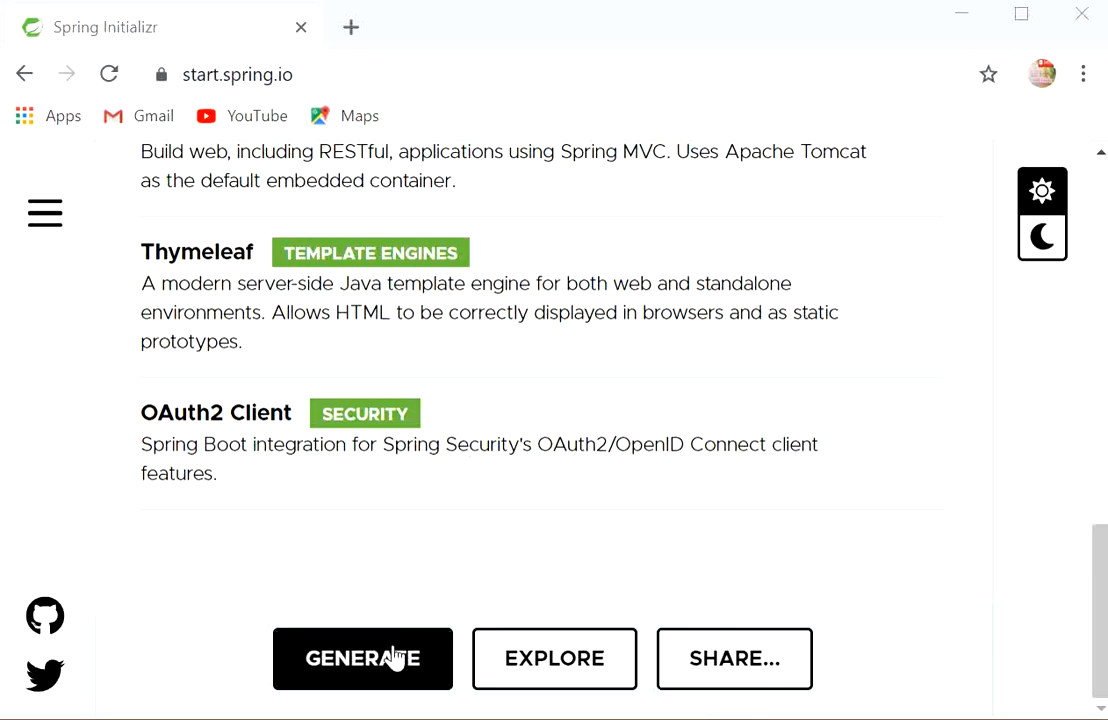 Spring Initializr
start.spring.io
Apps Gmail YouTube Maps
Build web, including RESTful, applications using Spring MVC. Uses Apache Tomcat
as the default embedded container.
Thymeleaf TEMPLATE ENGINES
A modern server-side Java template engine for both web and standalone
environments. Allows HTML to be correctly displayed in browsers and as static
prototypes.
OAuth2 Client SECURITY
Spring Boot integration for Spring Security's OAuth2/OpenID Connect client
features.
GENERATE EXPLORE SHARE...